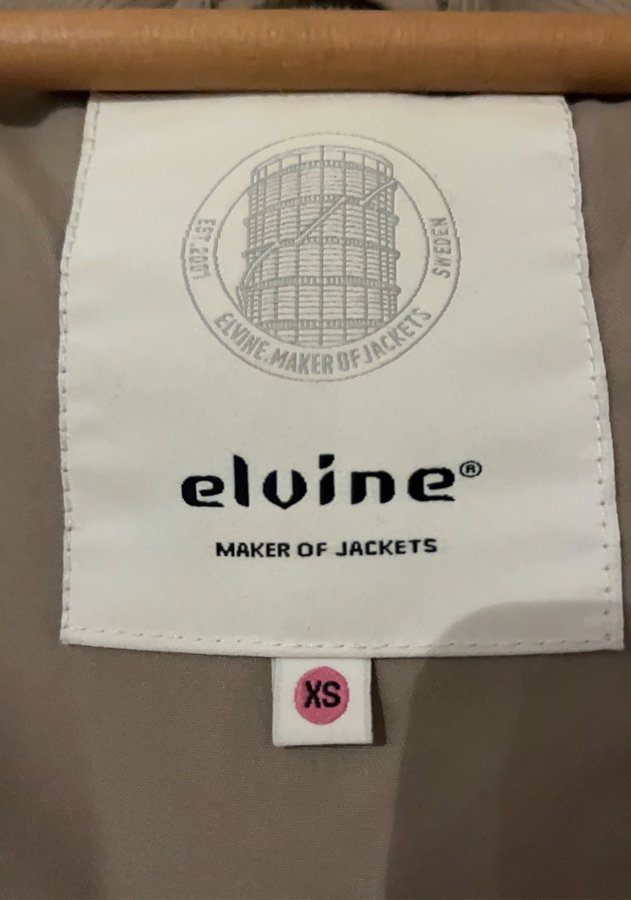 EST. 2001
SWEDEN
ELVINE. MAKER OF JACKETS
elvine®
MAKER OF JACKETS
XS